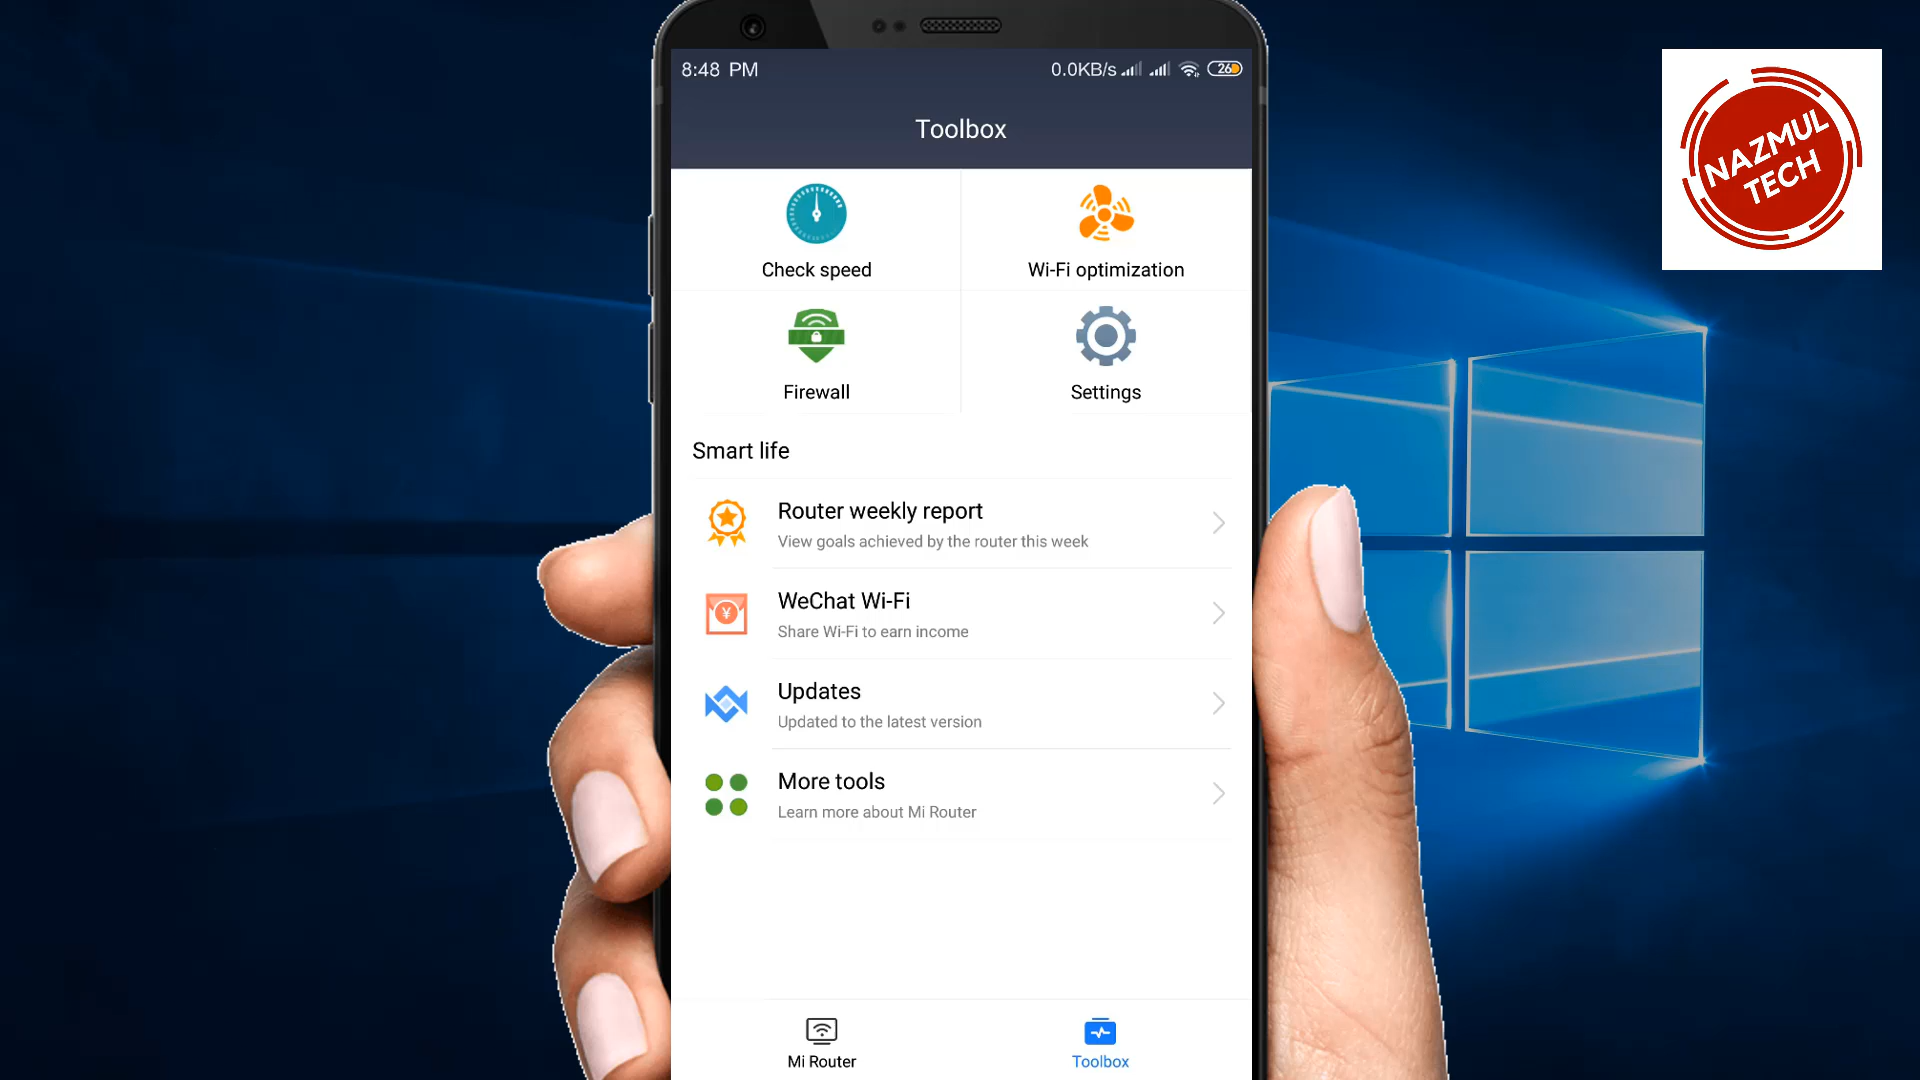 8:48 PM
0.0KB/s
26
Toolbox
Check speed
Wi-Fi optimization
Firewall
Settings
Smart life
Router weekly report
View goals achieved by the router this week
WeChat Wi-Fi
Share Wi-Fi to earn income
¥
Updates
Updated to the latest version
More tools
Learn more about Mi Router
Mi Router
Toolbox
NAZMUL
TECH